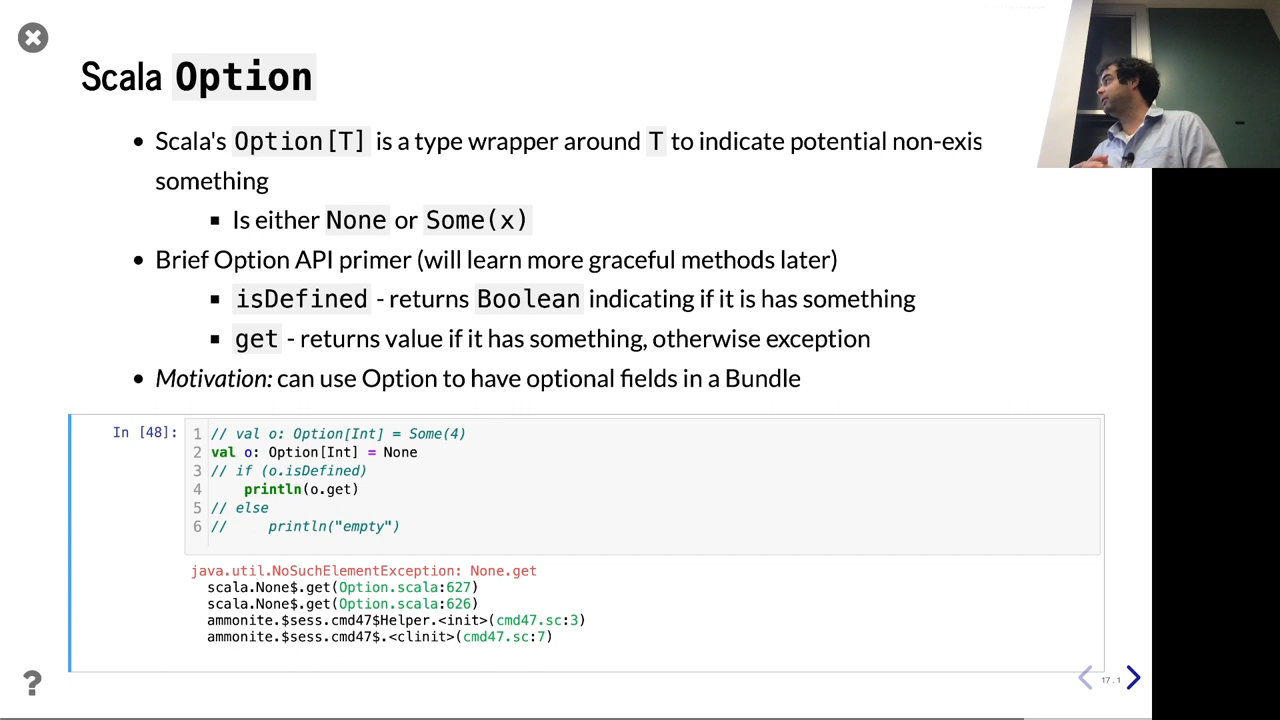 Scala Option
• Scala's Option[T] is a type wrapper around T to indicate potential non-exis
something
▪ Is either None or Some(x)
• Brief Option API primer (will learn more graceful methods later)
▪ isDefined - returns Boolean indicating if it is has something
▪ get - returns value if it has something, otherwise exception
• Motivation: can use Option to have optional fields in a Bundle
In [48]:
1 // val o: Option[Int] = Some(4)
2 val o: Option[Int] = None
3 // if (o.isDefined)
4     println(o.get)
5 // else
6 //     println("empty")
java.util.NoSuchElementException: None.get
scala.None$.get(Option.scala:627)
scala.None$.get(Option.scala:626)
ammonite.$sess.cmd47$Helper.<init>(cmd47.sc:3)
ammonite.$sess.cmd47$.<clinit>(cmd47.sc:7)
?
17.1